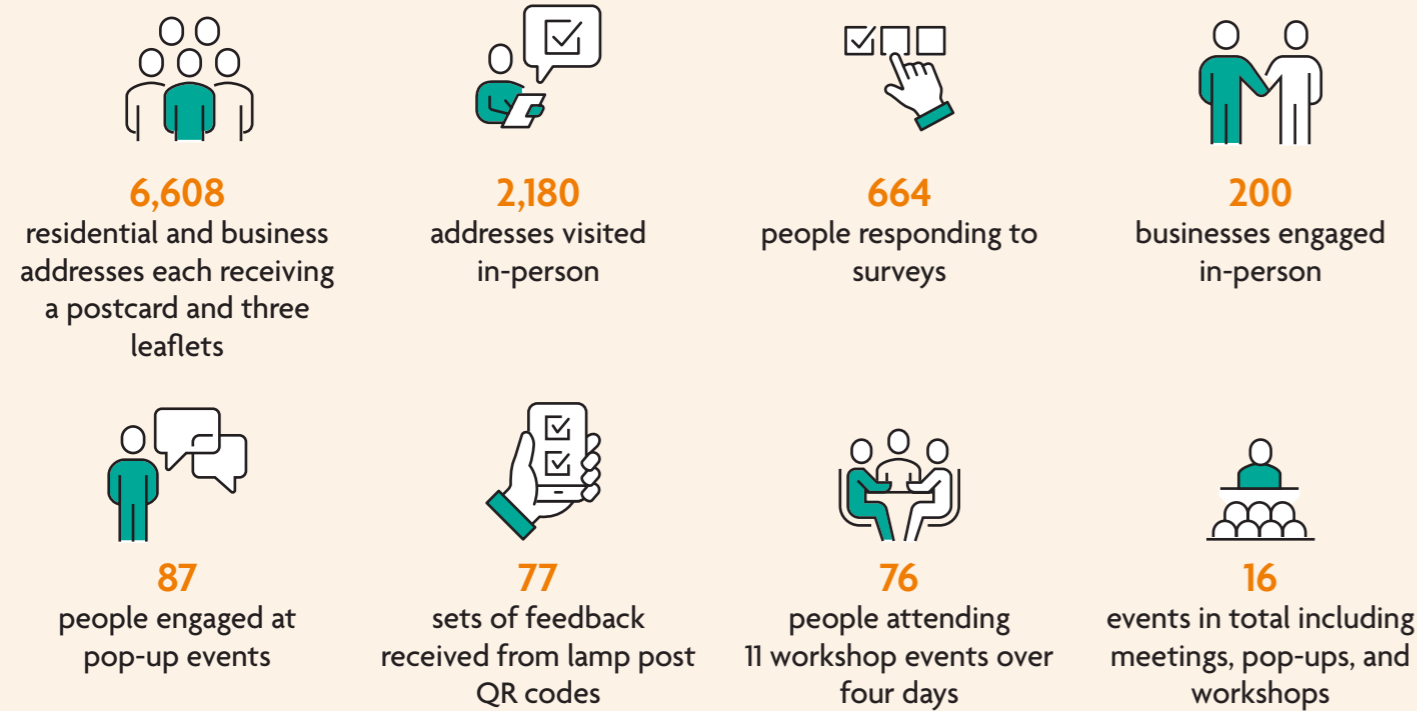 6,608
residential and business
addresses each receiving
a postcard and three
leaflets
2,180
addresses visited
in-person
664
people responding to
surveys
200
businesses engaged
in-person
87
people engaged at
pop-up events
77
sets of feedback
received from lamp post
QR codes
76
people attending
11 workshop events over
four days
16
events in total including
meetings, pop-ups, and
workshops